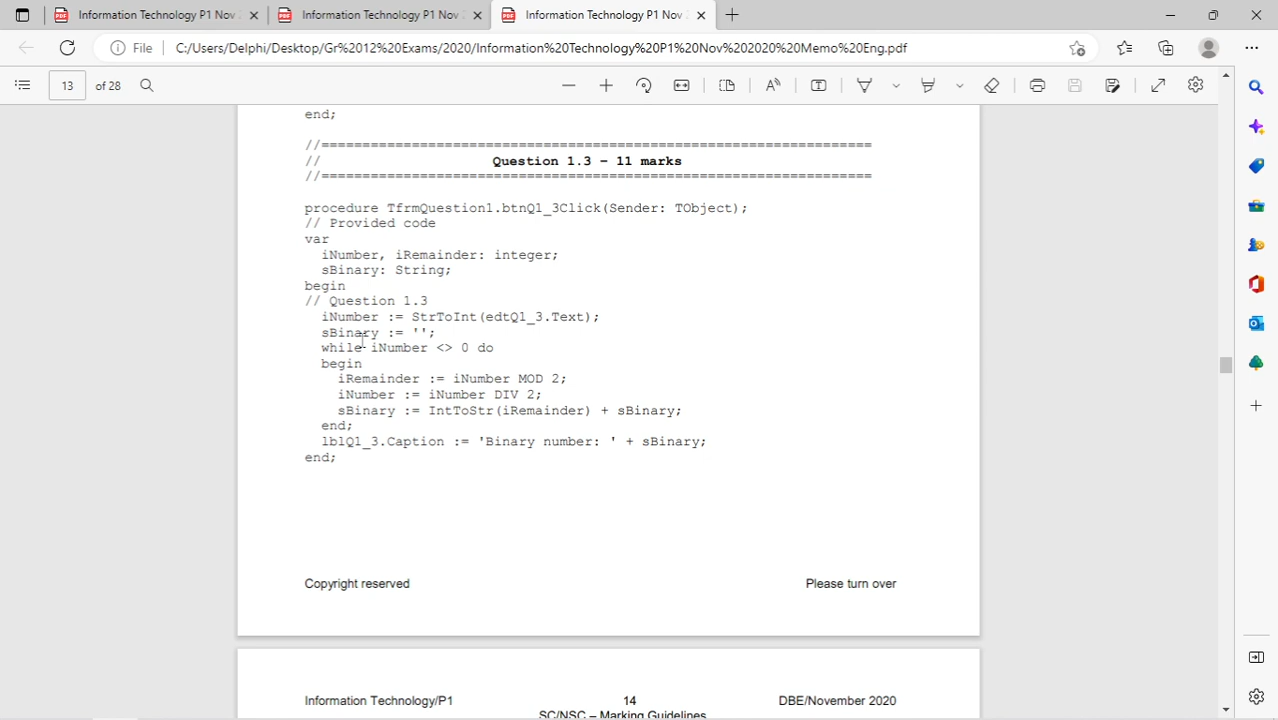 Information Technology P1 Nov
Information Technology P1 Nov
Information Technology P1 Nov
File
C:/Users/Delphi/Desktop/Gr%2012%20Exams/2020/Information%20Technology%20P1%20Nov%202020%20Memo%20Eng.pdf
13 of 28
end;
//===================================================================
// Question 1.3 – 11 marks
//===================================================================
procedure TfrmQuestion1.btnQ1_3Click(Sender: TObject);
// Provided code
var
iNumber, iRemainder: integer;
sBinary: String;
begin
// Question 1.3
iNumber := StrToInt(edtQ1_3.Text);
sBinary := '';
while iNumber <> 0 do
begin
iRemainder := iNumber MOD 2;
iNumber := iNumber DIV 2;
sBinary := IntToStr(iRemainder) + sBinary;
end;
lblQ1_3.Caption := 'Binary number: ' + sBinary;
end;
Copyright reserved Please turn over
Information Technology/P1 14 DBE/November 2020
SC/NSC – Marking Guidelines